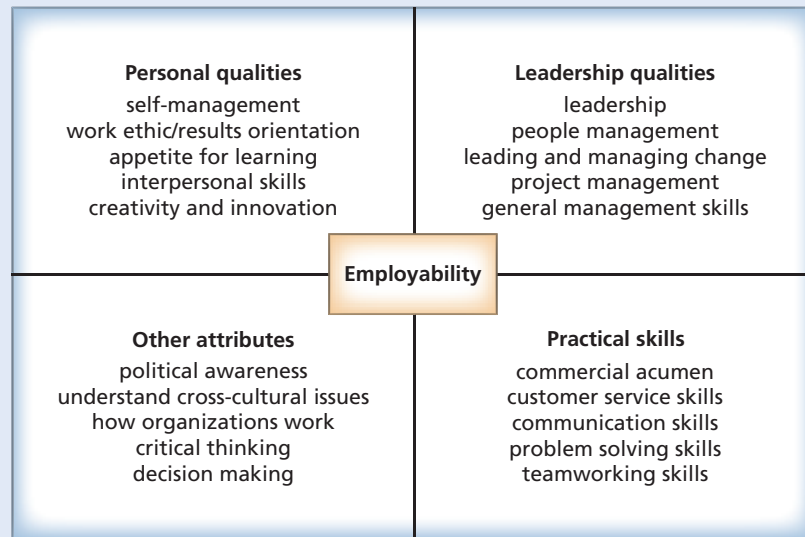 Personal qualities
self-management
work ethic/results orientation
appetite for learning
interpersonal skills
creativity and innovation
Leadership qualities
leadership
people management
leading and managing change
project management
general management skills
Employability
Other attributes
political awareness
understand cross-cultural issues
how organizations work
critical thinking
decision making
Practical skills
commercial acumen
customer service skills
communication skills
problem solving skills
teamworking skills